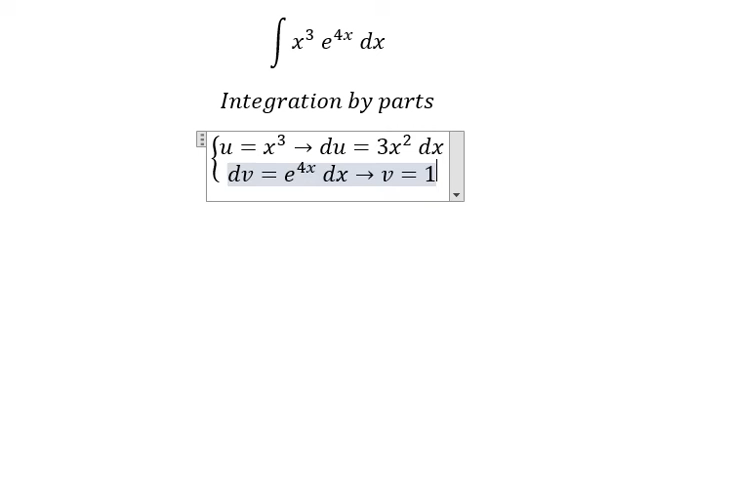 ∫ x³ e⁴ˣ dx
Integration by parts
{u = x³ → du = 3x² dx
dv = e⁴ˣ dx → v = 1